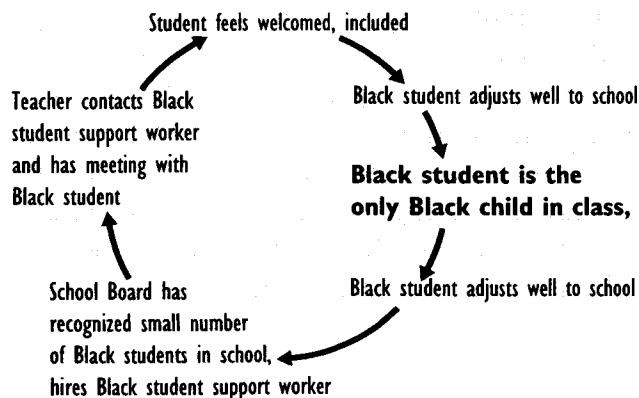 Student feels welcomed, included
Black student adjusts well to school
Black student is the
only Black child in class,
Black student adjusts well to school
School Board has
recognized small number
of Black students in school,
hires Black student support worker
Teacher contacts Black
student support worker
and has meeting with
Black student